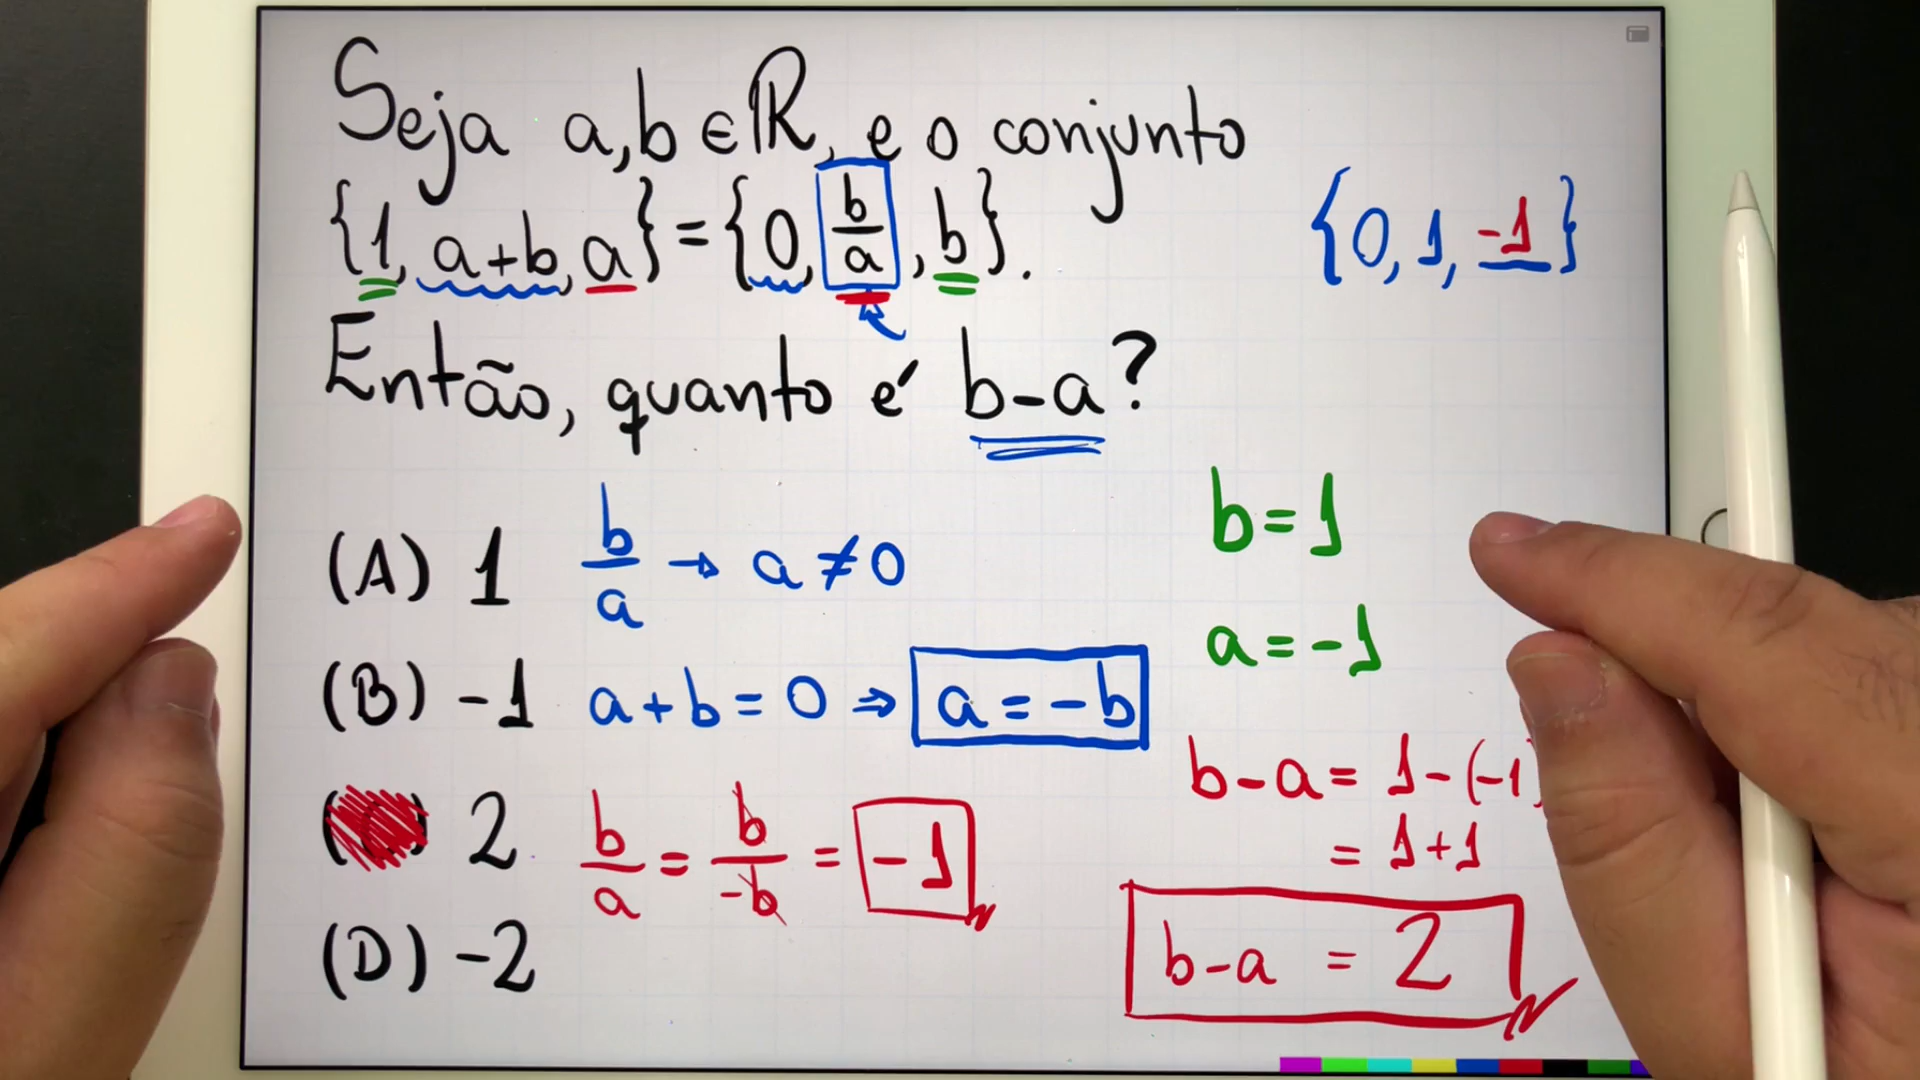 Seja a,b ∈ ℝ, e o conjunto
{1, a+b, a} = {0, b/a, b}.
{0, 1, -1}
Então, quanto é b-a?
(A) 1
b/a → a ≠ 0
b=1
a=-1
(B) -1
a+b=0 ⇒ a=-b
b-a= 1-(-1
= 1+1
2
b/a = b/-b = -1
(D) -2
b-a = 2